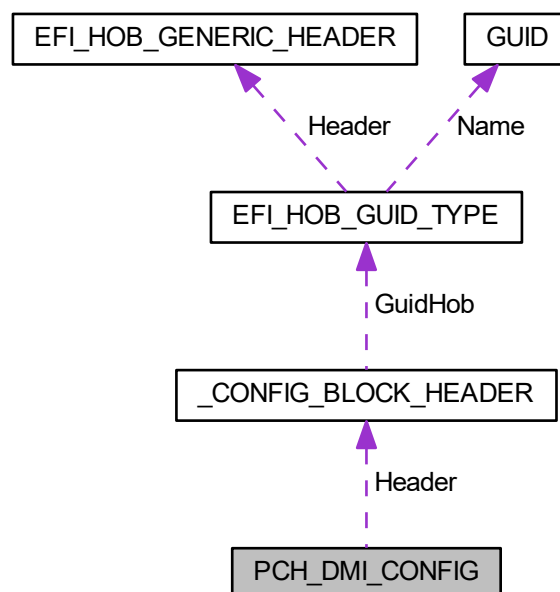 EFI_HOB_GENERIC_HEADER
GUID
Header
Name
EFI_HOB_GUID_TYPE
GuidHob
_CONFIG_BLOCK_HEADER
Header
PCH_DMI_CONFIG